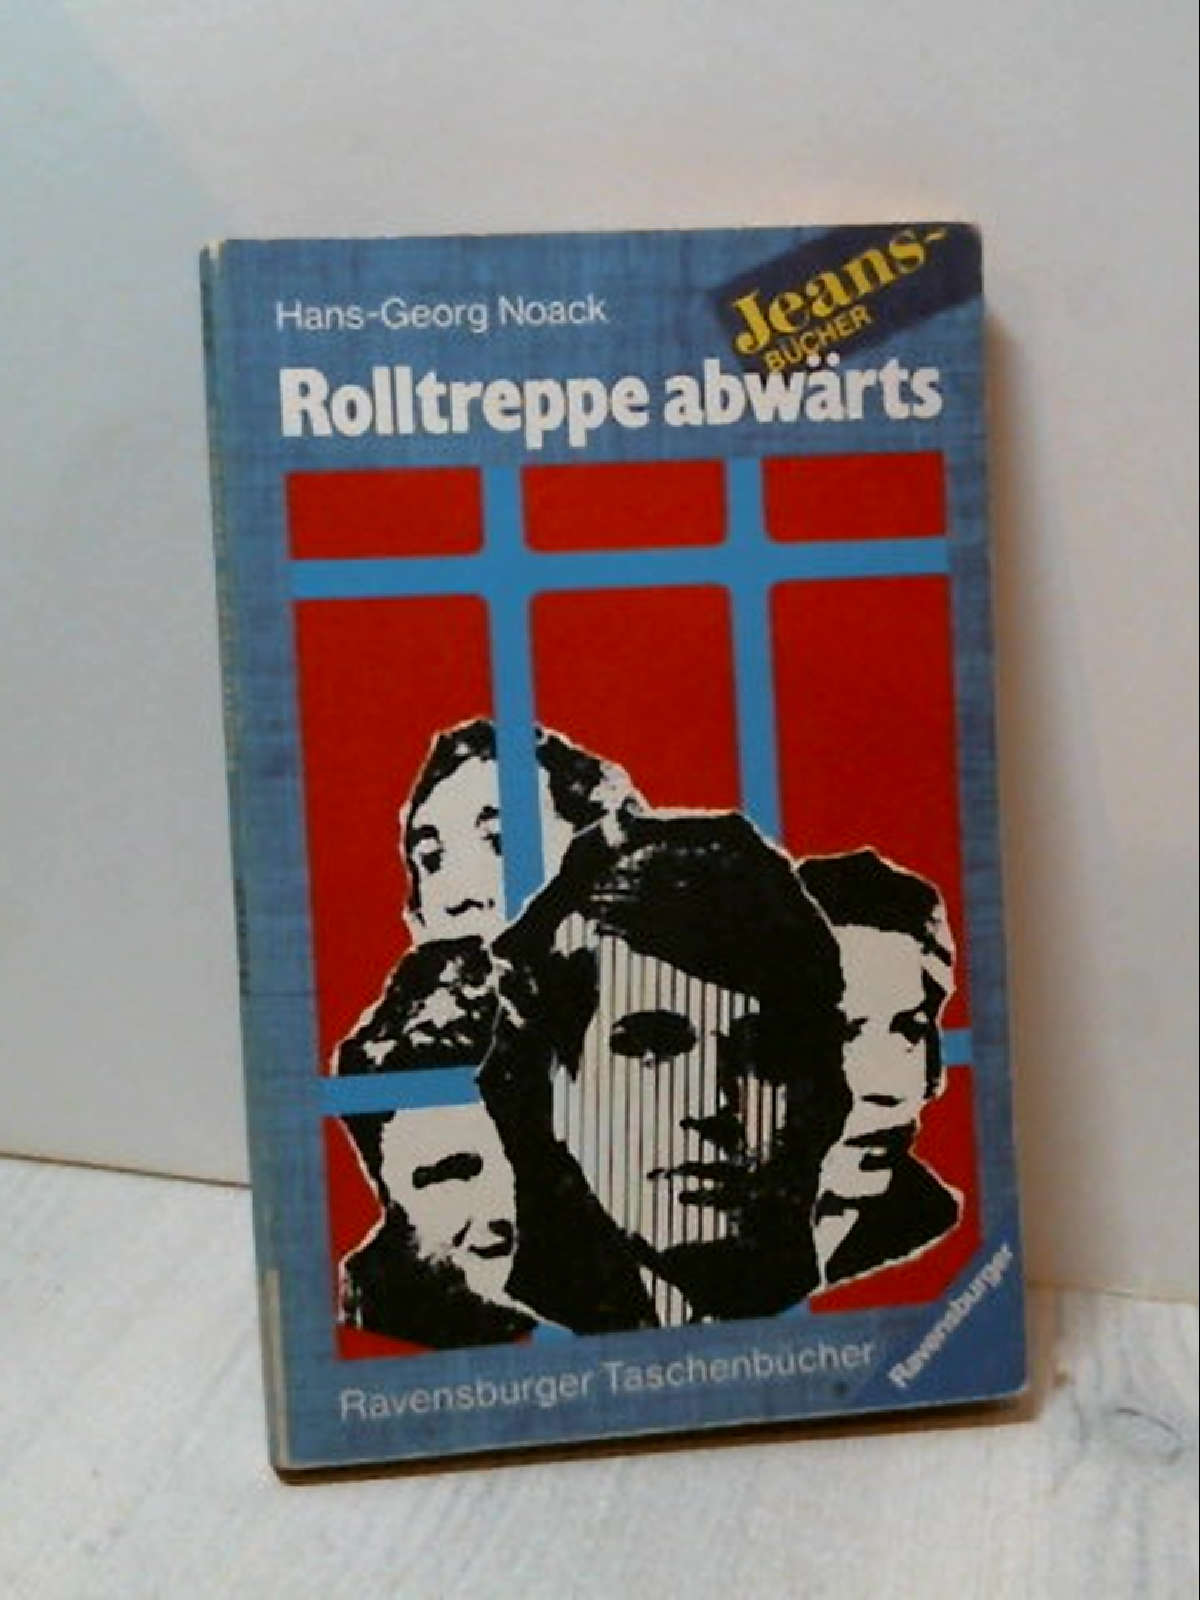 Jeans-
BÜCHER
Hans-Georg Noack
Rolltreppe abwärts
Ravensburger Taschenbücher
Ravensburger